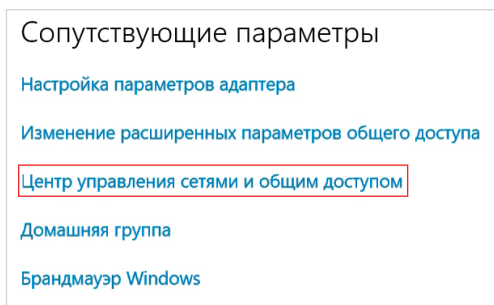 Сопутствующие параметры
Настройка параметров адаптера
Изменение расширенных параметров общего доступа
Центр управления сетями и общим доступом
Домашняя группа
Брандмауэр Windows